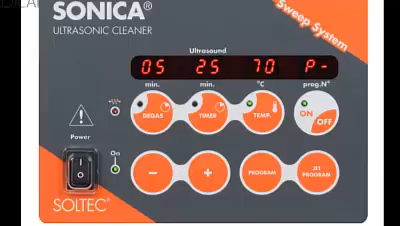 SONICA®
ULTRASONIC CLEANER
Sweep System
Ultrasound
05 25 70 P-
min. min. °C prog.N°
DEGAS TIMER TEMP. ON OFF
Power
On
I
O
- +
PROGRAM
SET PROGRAM
SOLTEC®